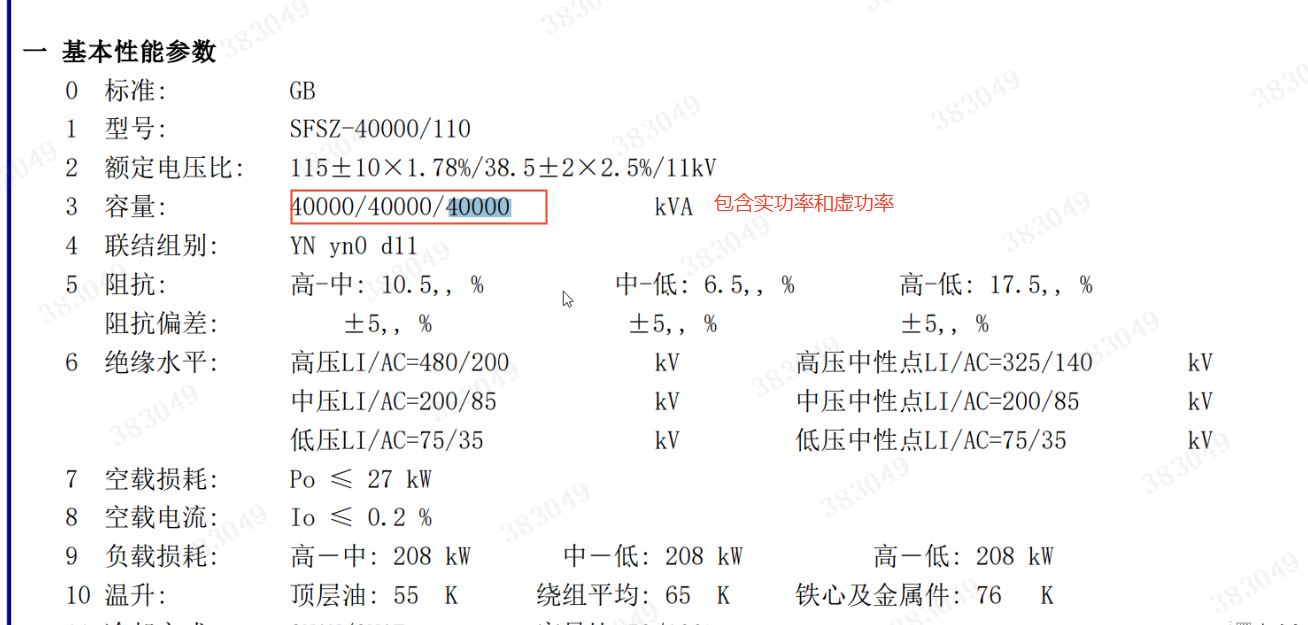 一 基本性能参数
0 标准: GB
1 型号: SFSZ-40000/110
2 额定电压比: 115±10×1.78%/38.5±2×2.5%/11kV
3 容量: 40000/40000/40000 kVA 包含实功率和虚功率
4 联结组别: YN yn0 d11
5 阻抗: 高-中: 10.5,, % 中-低: 6.5,, % 高-低: 17.5,, %
阻抗偏差: ±5,, % ±5,, % ±5,, %
6 绝缘水平: 高压LI/AC=480/200 kV 高压中性点LI/AC=325/140 kV
中压LI/AC=200/85 kV 中压中性点LI/AC=200/85 kV
低压LI/AC=75/35 kV 低压中性点LI/AC=75/35 kV
7 空载损耗: Po ≤ 27 kW
8 空载电流: Io ≤ 0.2 %
9 负载损耗: 高－中: 208 kW 中－低: 208 kW 高－低: 208 kW
10 温升: 顶层油: 55 K 绕组平均: 65 K 铁心及金属件: 76 K
383049